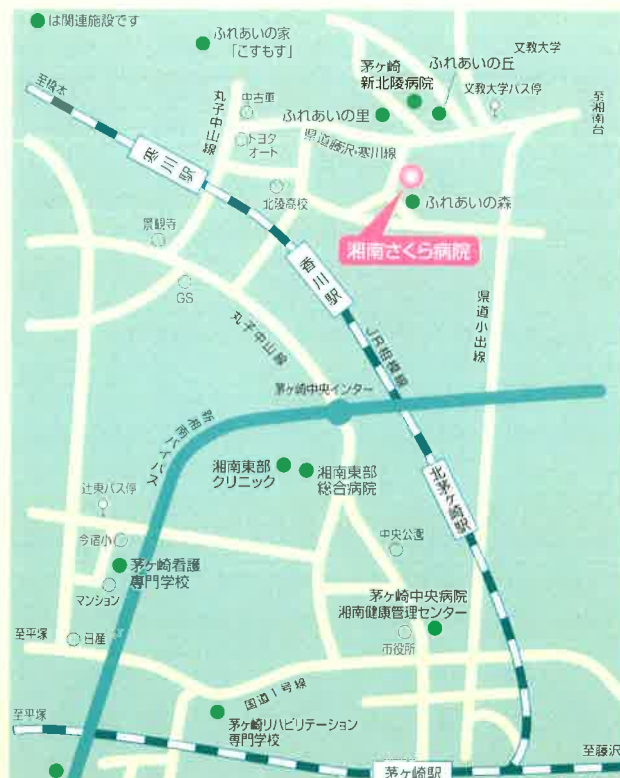 は関連施設です
ふれあいの家
「こすもす」
文教大学
茅ヶ崎
新北陵病院
ふれあいの丘
文教大学バス停
至湘南台
至橋本
丸子中山線
中古車
ふれあいの里
トヨタ
オート
県道藤沢・寒川線
寒川駅
北陵高校
ふれあいの森
景観寺
湘南さくら病院
香川駅
GS
県道小出線
丸子中山線
JR相模線
茅ヶ崎中央インター
新湘南バイパス
湘南東部
クリニック
湘南東部
総合病院
北茅ヶ崎駅
辻東バス停
今宿小
中央公園
茅ヶ崎看護
専門学校
マンション
茅ヶ崎中央病院
湘南健康管理センター
至平塚
日産
市役所
国道1号線
至平塚
茅ヶ崎リハビリテーション
専門学校
至藤沢
茅ヶ崎駅